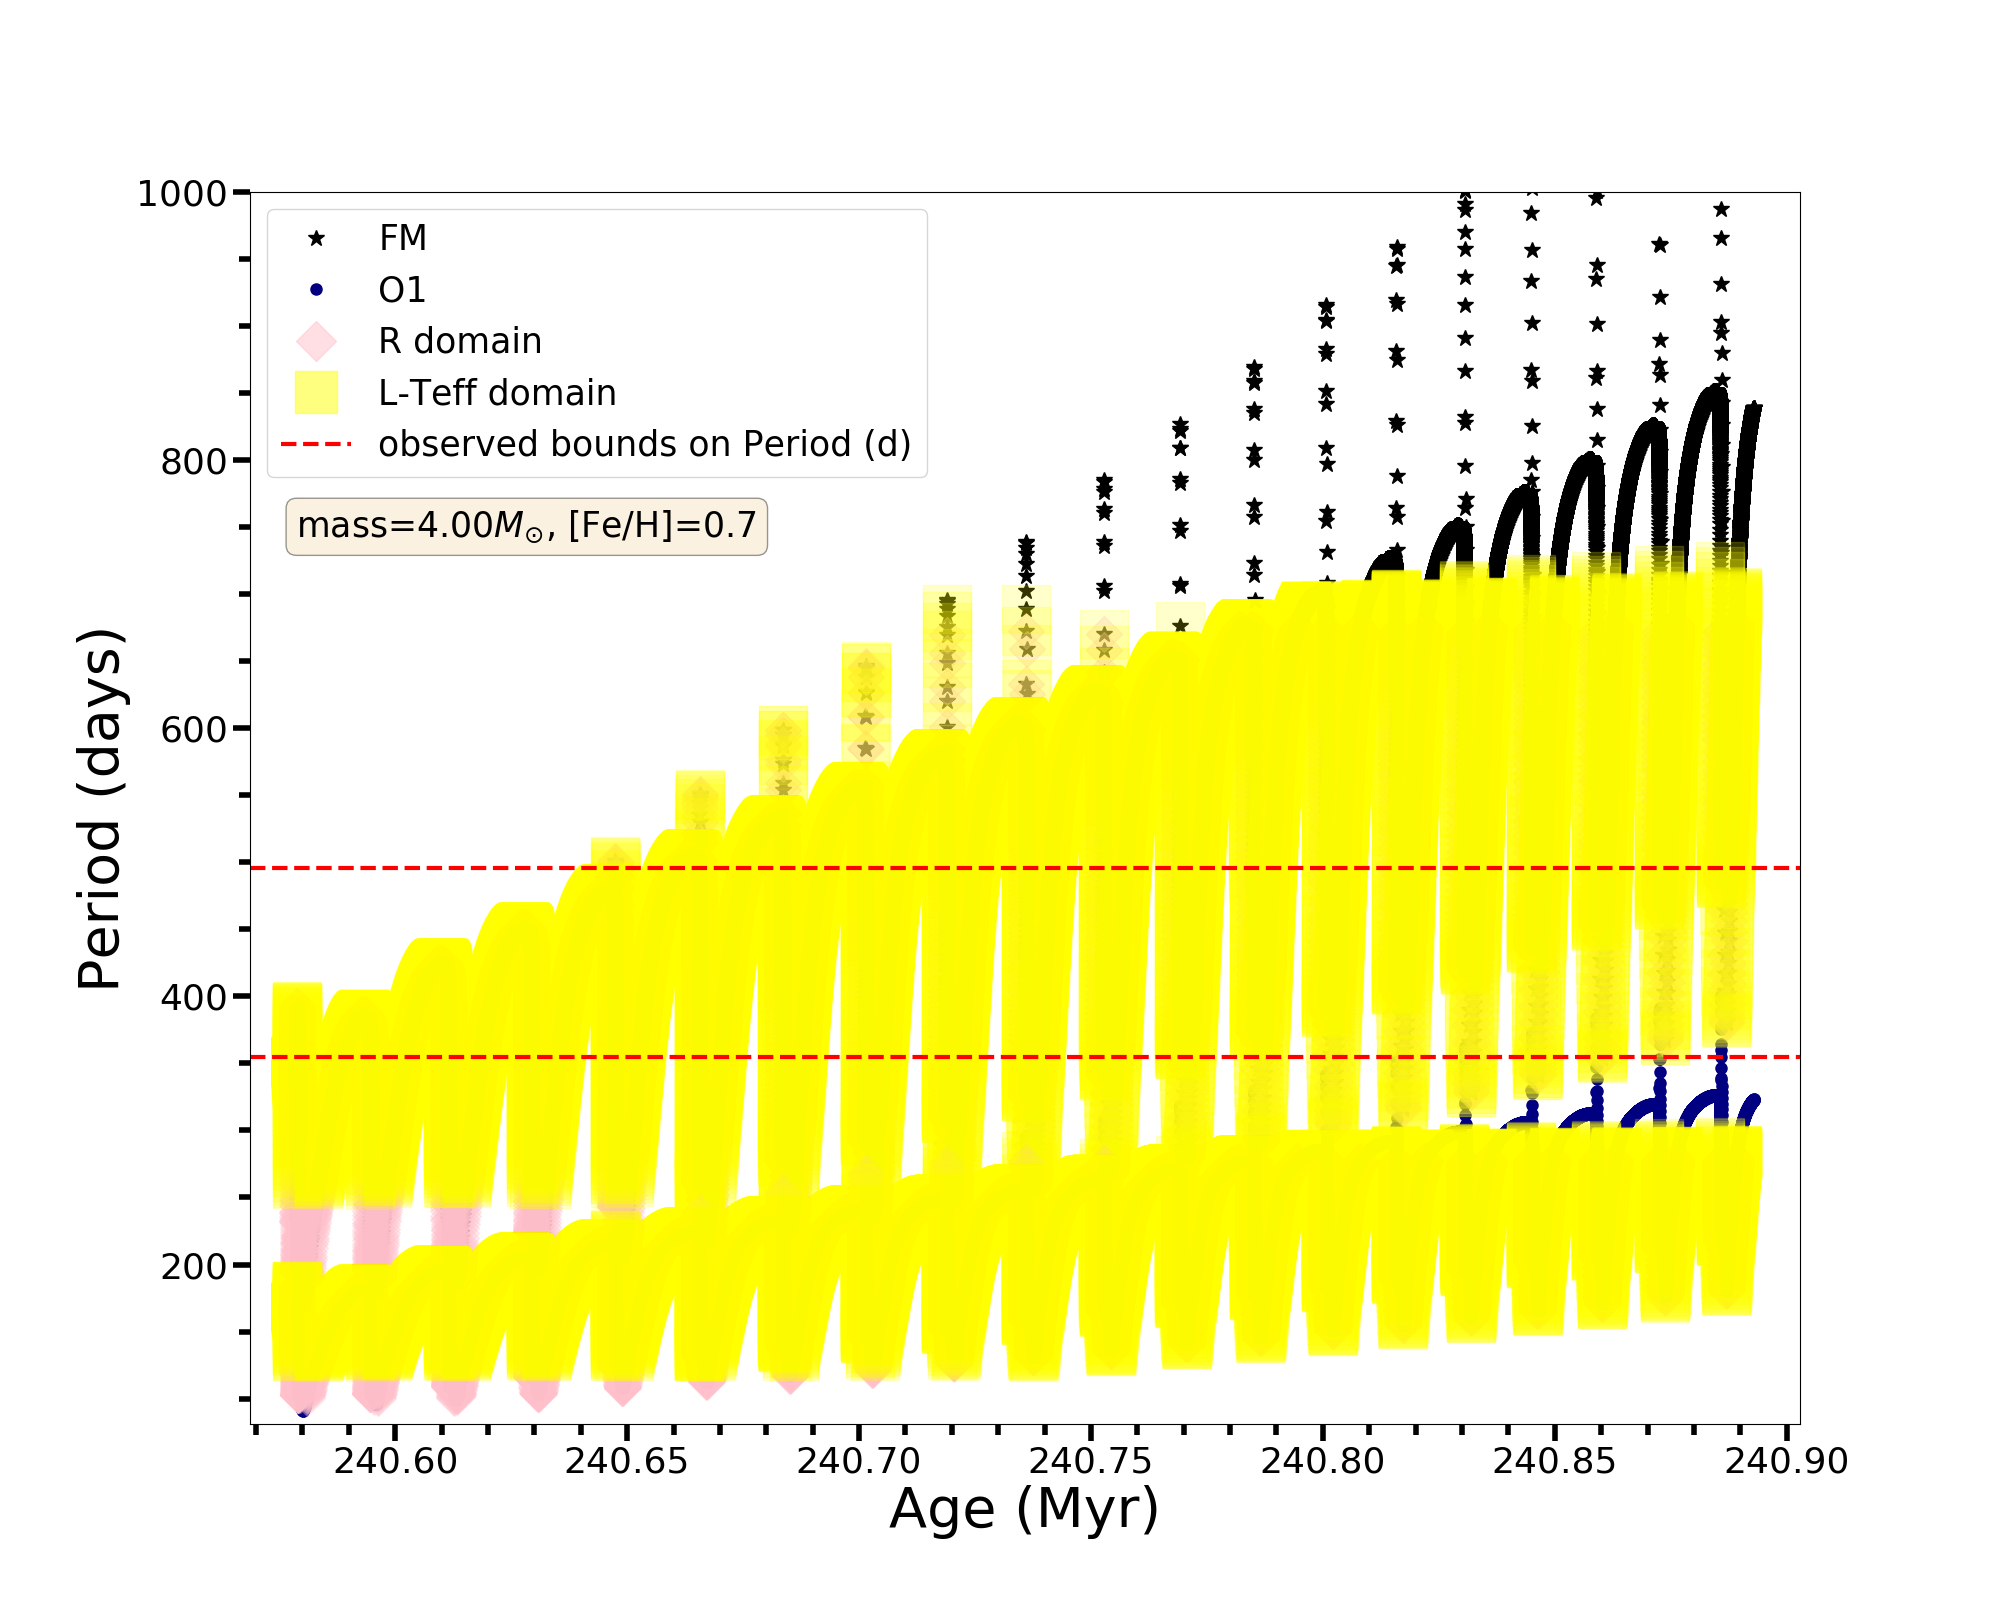 FM
O1
R domain
L-Teff domain
observed bounds on Period (d)
mass=4.00M⊙, [Fe/H]=0.7
1000
800
600
400
200
Period (days)
240.60 240.65 240.70 240.75 240.80 240.85 240.90
Age (Myr)